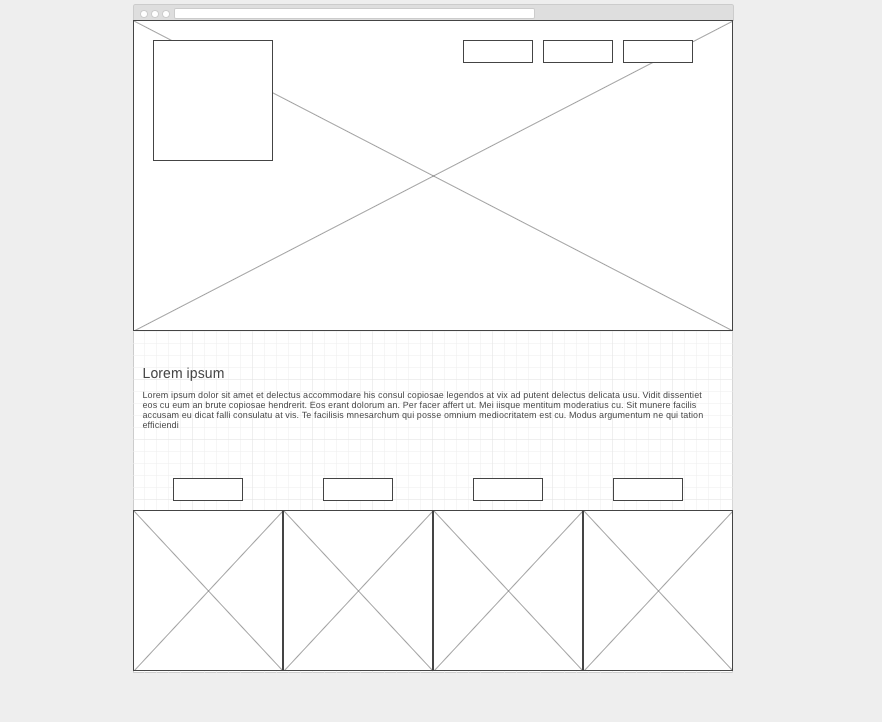 Lorem ipsum
Lorem ipsum dolor sit amet et delectus accommodare his consul copiosae legendos at vix ad putent delectus delicata usu. Vidit dissentiet
eos cu eum an brute copiosae hendrerit. Eos erant dolorum an. Per facer affert ut. Mei iisque mentitum moderatius cu. Sit munere facilis
accusam eu dicat falli consulatu at vis. Te facilisis mnesarchum qui posse omnium mediocritatem est cu. Modus argumentum ne qui tation
efficiendi